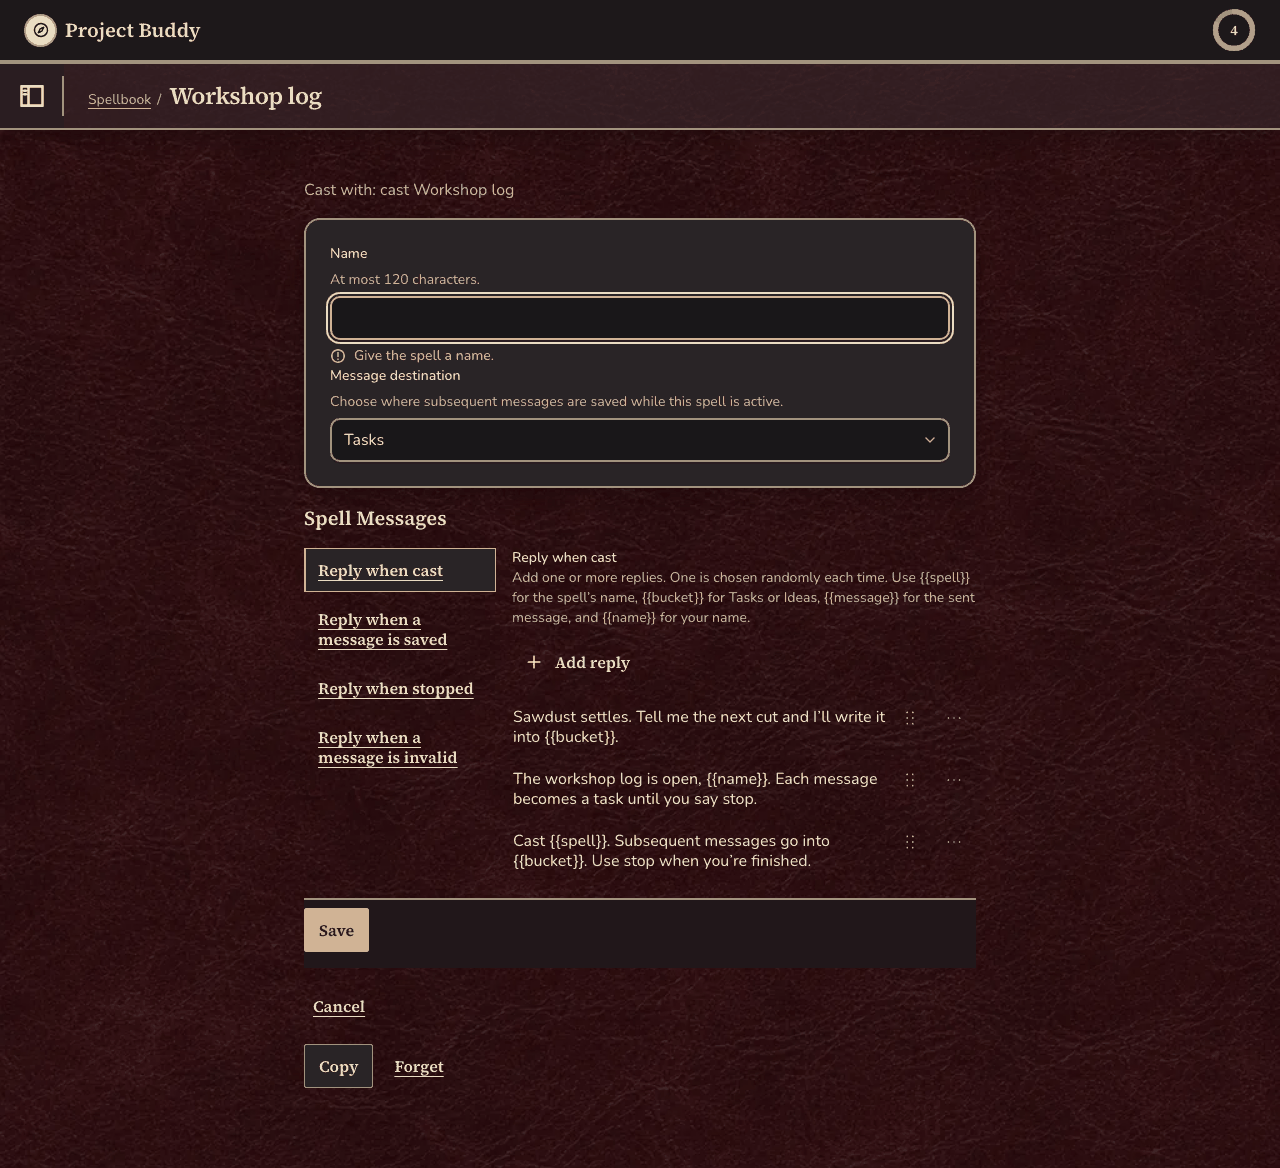 Project Buddy
4
Spellbook / Workshop log
Cast with: cast Workshop log
Name
At most 120 characters.
Give the spell a name.
Message destination
Choose where subsequent messages are saved while this spell is active.
Tasks
Spell Messages
Reply when cast
Reply when a
message is saved
Reply when stopped
Reply when a
message is invalid
Reply when cast
Add one or more replies. One is chosen randomly each time. Use {{spell}}
for the spell's name, {{bucket}} for Tasks or Ideas, {{message}} for the sent
message, and {{name}} for your name.
Add reply
Sawdust settles. Tell me the next cut and I’ll write it
into {{bucket}}.
The workshop log is open, {{name}}. Each message
becomes a task until you say stop.
Cast {{spell}}. Subsequent messages go into
{{bucket}}. Use stop when you’re finished.
Save
Cancel
Copy
Forget